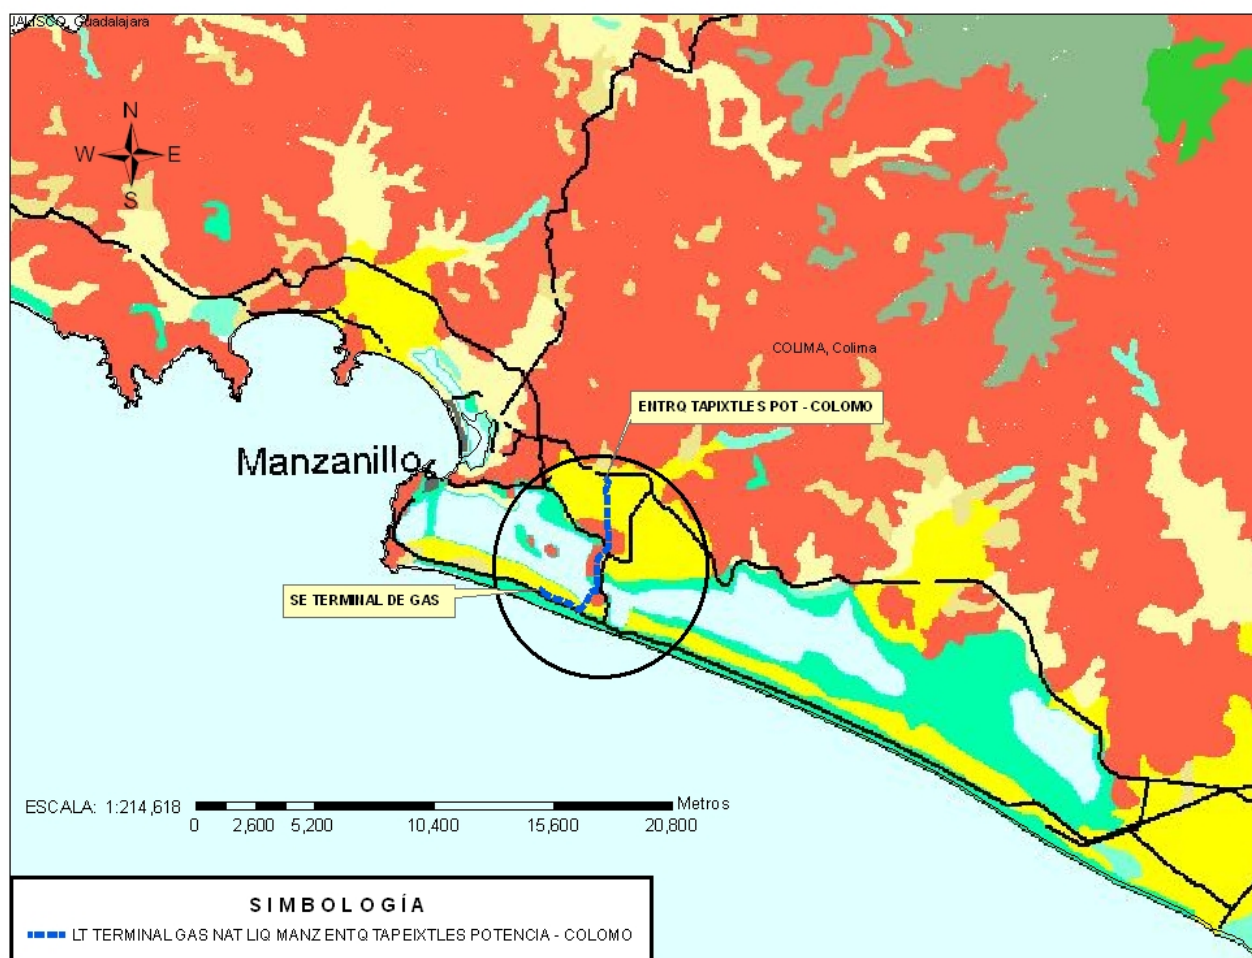 JALISCO, Guadalajara
N
W E
S
COLIMA, Colima
ENTRQ TAPIXTLES POT - COLOMO
Manzanillo
SE TERMINAL DE GAS
ESCALA: 1:214,618
Metros
0 2,600 5,200 10,400 15,600 20,800
SIMBOLOGÍA
LT TERMINAL GAS NAT LIQ MANZ ENTQ TAPEIXTLES POTENCIA - COLOMO